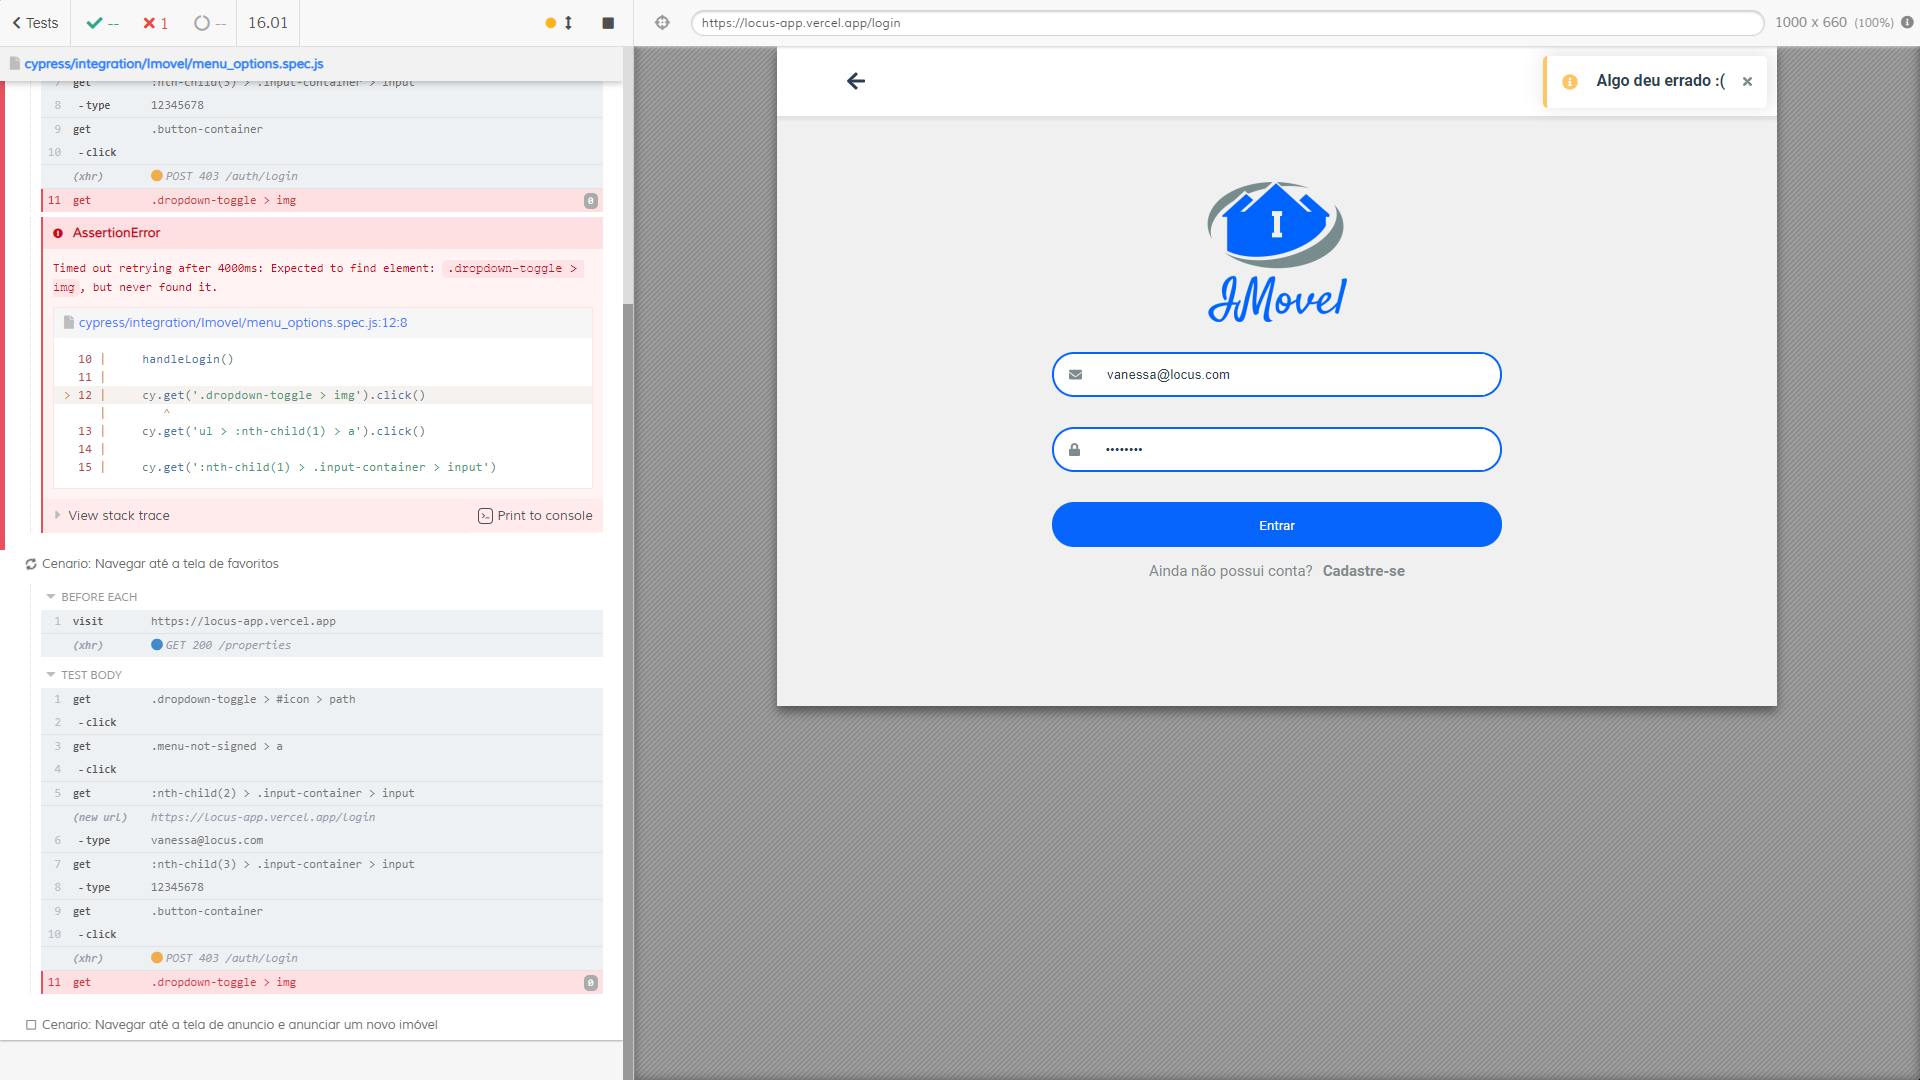 Tests
--
1
--
16.01
https://locus-app.vercel.app/login
1000 x 660 (100%)
cypress/integration/Imovel/menu_options.spec.js
7 get :nth-child(3) > .input-container > input
8 -type 12345678
9 get .button-container
10 -click
(xhr) POST 403 /auth/login
11 get .dropdown-toggle > img 0
AssertionError
Timed out retrying after 4000ms: Expected to find element: .dropdown-toggle >
img, but never found it.
cypress/integration/Imovel/menu_options.spec.js:12:8
10 | handleLogin()
11 |
> 12 | cy.get('.dropdown-toggle > img').click()
| ^
13 | cy.get('ul > :nth-child(1) > a').click()
14 |
15 | cy.get(':nth-child(1) > .input-container > input')
View stack trace
Print to console
Cenario: Navegar até a tela de favoritos
BEFORE EACH
1 visit https://locus-app.vercel.app
(xhr) GET 200 /properties
TEST BODY
1 get .dropdown-toggle > #icon > path
2 -click
3 get .menu-not-signed > a
4 -click
5 get :nth-child(2) > .input-container > input
(new url) https://locus-app.vercel.app/login
6 -type vanessa@locus.com
7 get :nth-child(3) > .input-container > input
8 -type 12345678
9 get .button-container
10 -click
(xhr) POST 403 /auth/login
11 get .dropdown-toggle > img 0
Cenario: Navegar até a tela de anuncio e anunciar um novo imóvel
Algo deu errado :(
I
IMovel
vanessa@locus.com
••••••••
Entrar
Ainda não possui conta? Cadastre-se